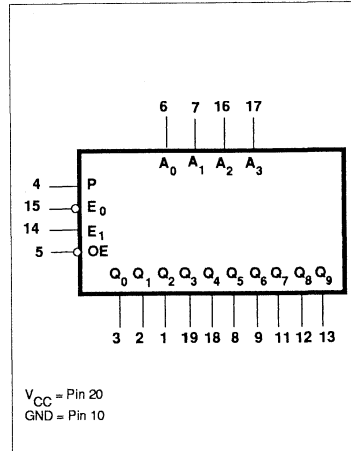 6 7 16 17
A0 A1 A2 A3
4 P
15 E0
14 E1
5 OE
Q0 Q1 Q2 Q3 Q4 Q5 Q6 Q7 Q8 Q9
3 2 1 19 18 8 9 11 12 13
VCC = Pin 20
GND = Pin 10